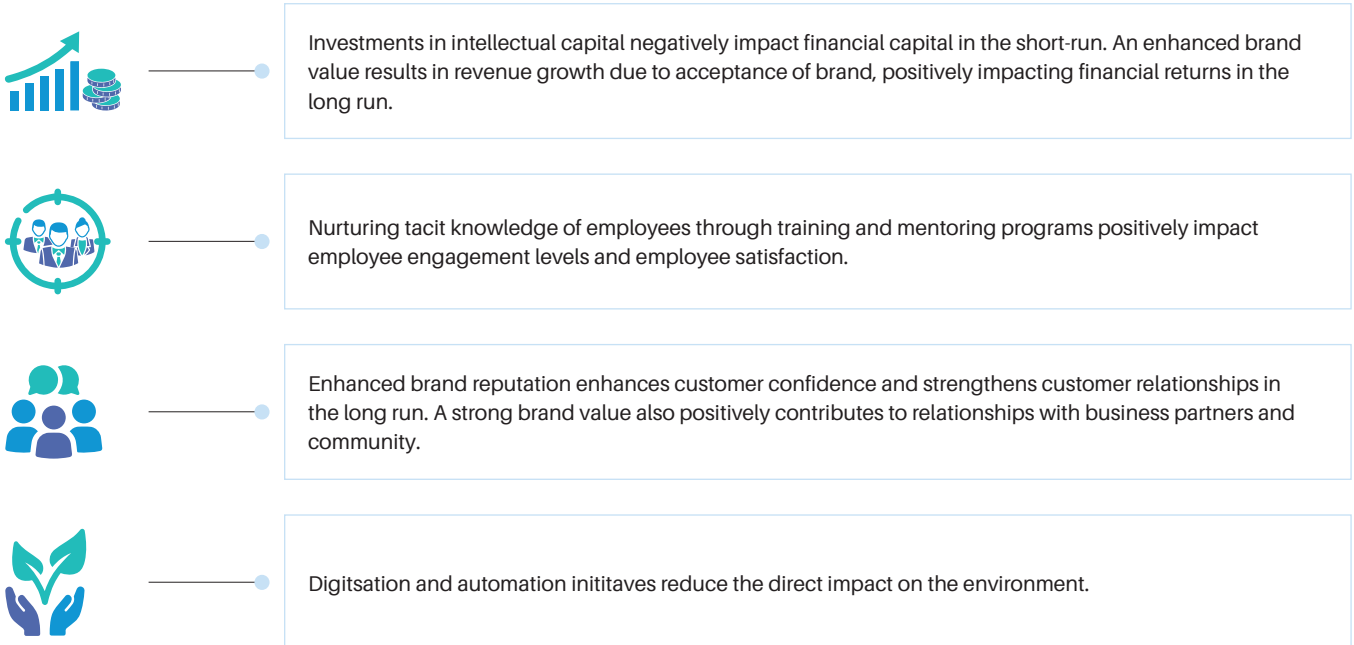 Investments in intellectual capital negatively impact financial capital in the short-run. An enhanced brand
value results in revenue growth due to acceptance of brand, positively impacting financial returns in the
long run.
Nurturing tacit knowledge of employees through training and mentoring programs positively impact
employee engagement levels and employee satisfaction.
Enhanced brand reputation enhances customer confidence and strengthens customer relationships in
the long run. A strong brand value also positively contributes to relationships with business partners and
community.
Digitsation and automation inititaves reduce the direct impact on the environment.